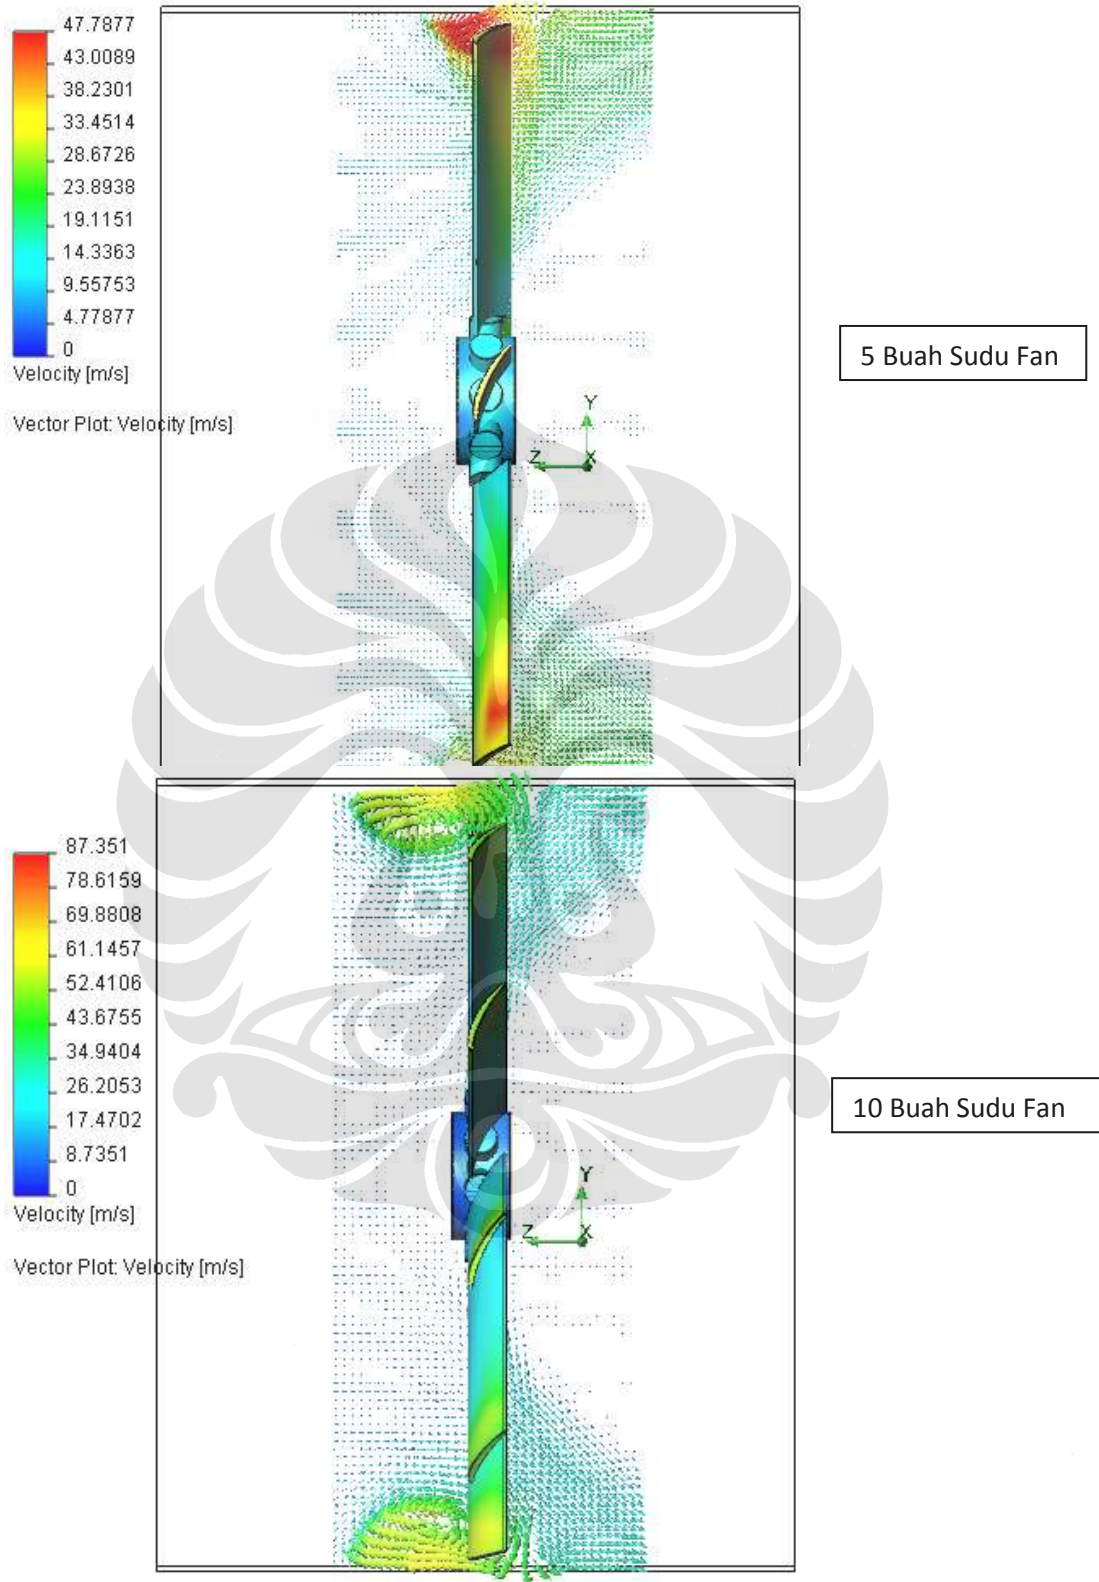 47.7877
43.0089
38.2301
33.4514
28.6726
23.8938
19.1151
14.3363
9.55753
4.77877
0
Velocity [m/s]
Vector Plot: Velocity [m/s]
Y
Z
X
5 Buah Sudu Fan
87.351
78.6159
69.8808
61.1457
52.4106
43.6755
34.9404
26.2053
17.4702
8.7351
0
Velocity [m/s]
Vector Plot: Velocity [m/s]
Y
Z
X
10 Buah Sudu Fan